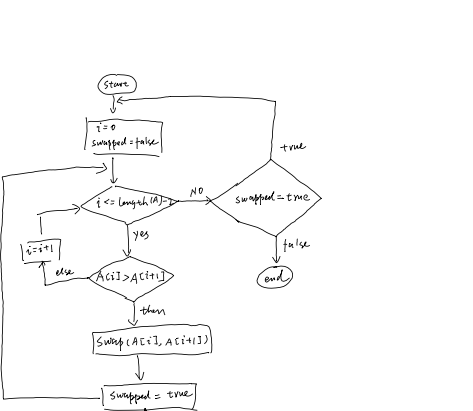 start
i=0
swapped=false
i <= length(A)-2
NO
swapped=true
true
false
end
yes
A[i]>A[i+1]
else
i=i+1
then
swap(A[i], A[i+1])
swapped = true